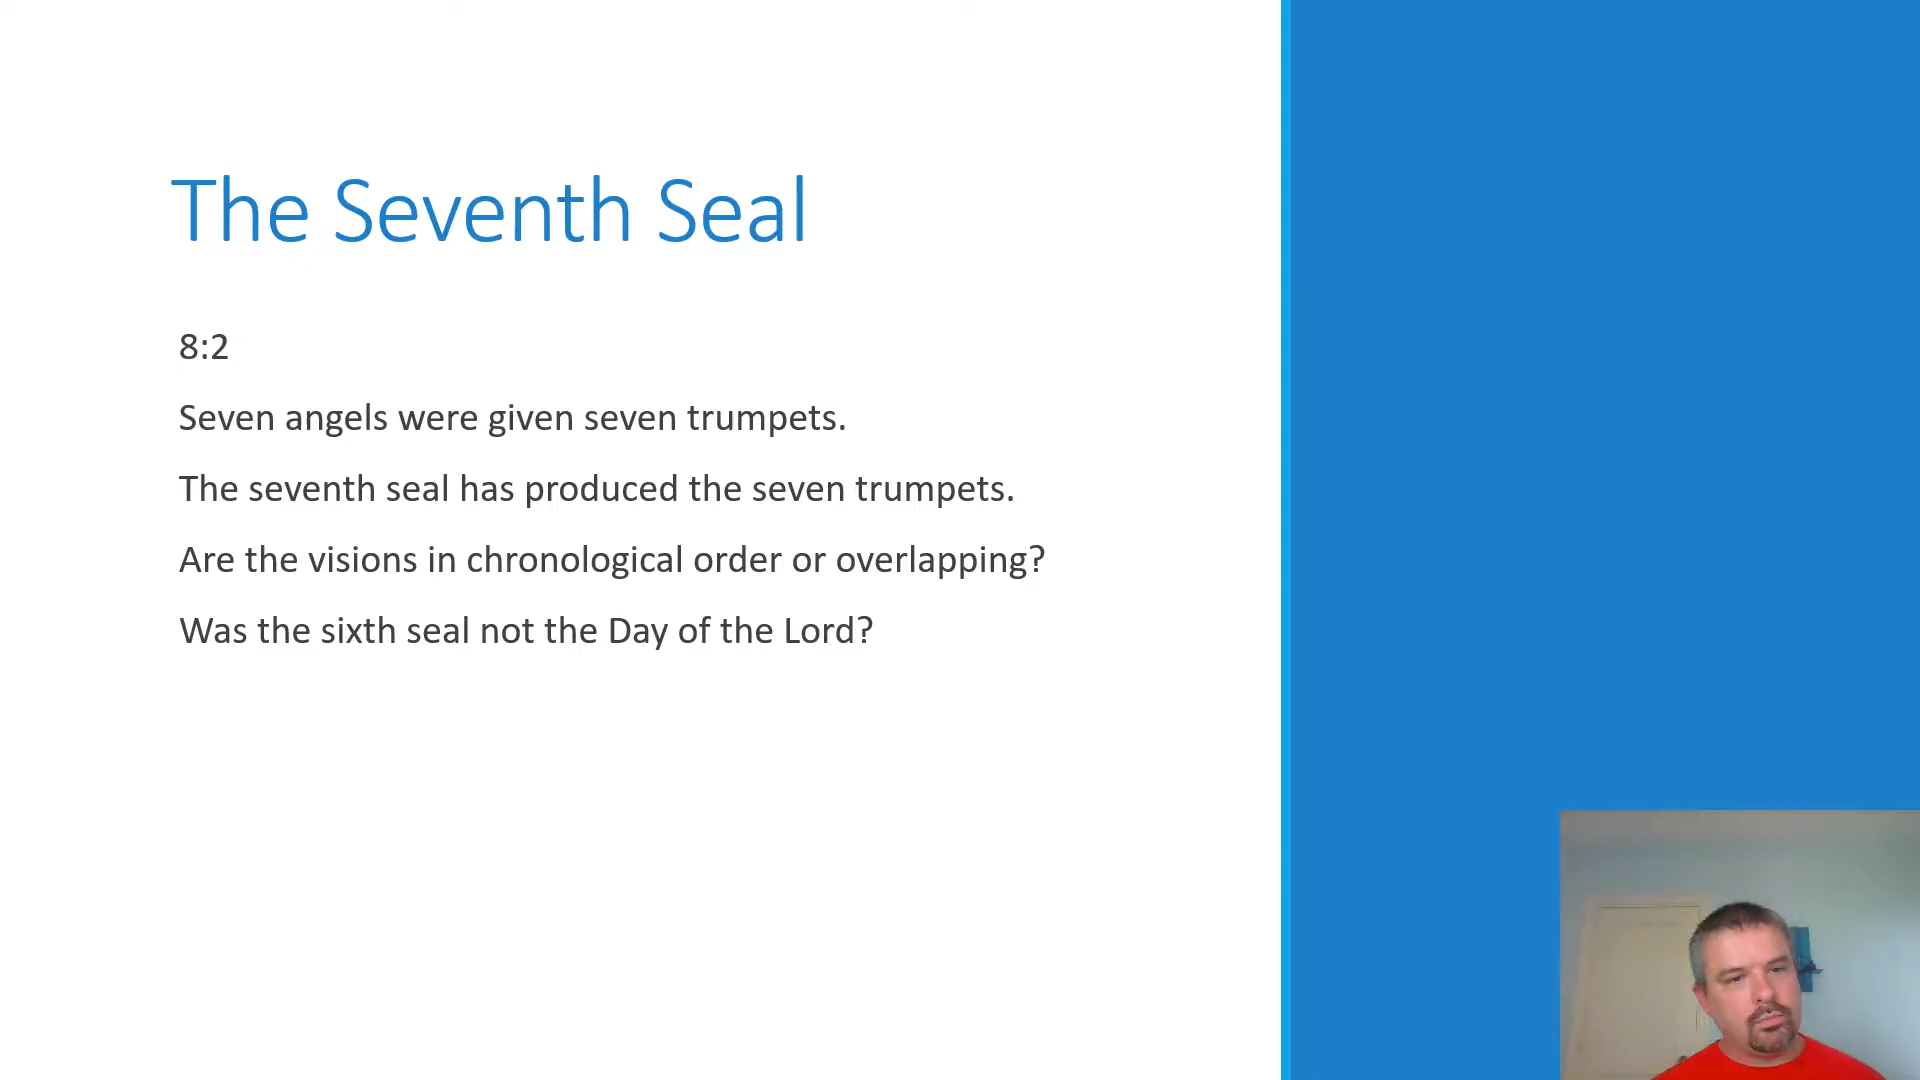 The Seventh Seal
8:2
Seven angels were given seven trumpets.
The seventh seal has produced the seven trumpets.
Are the visions in chronological order or overlapping?
Was the sixth seal not the Day of the Lord?